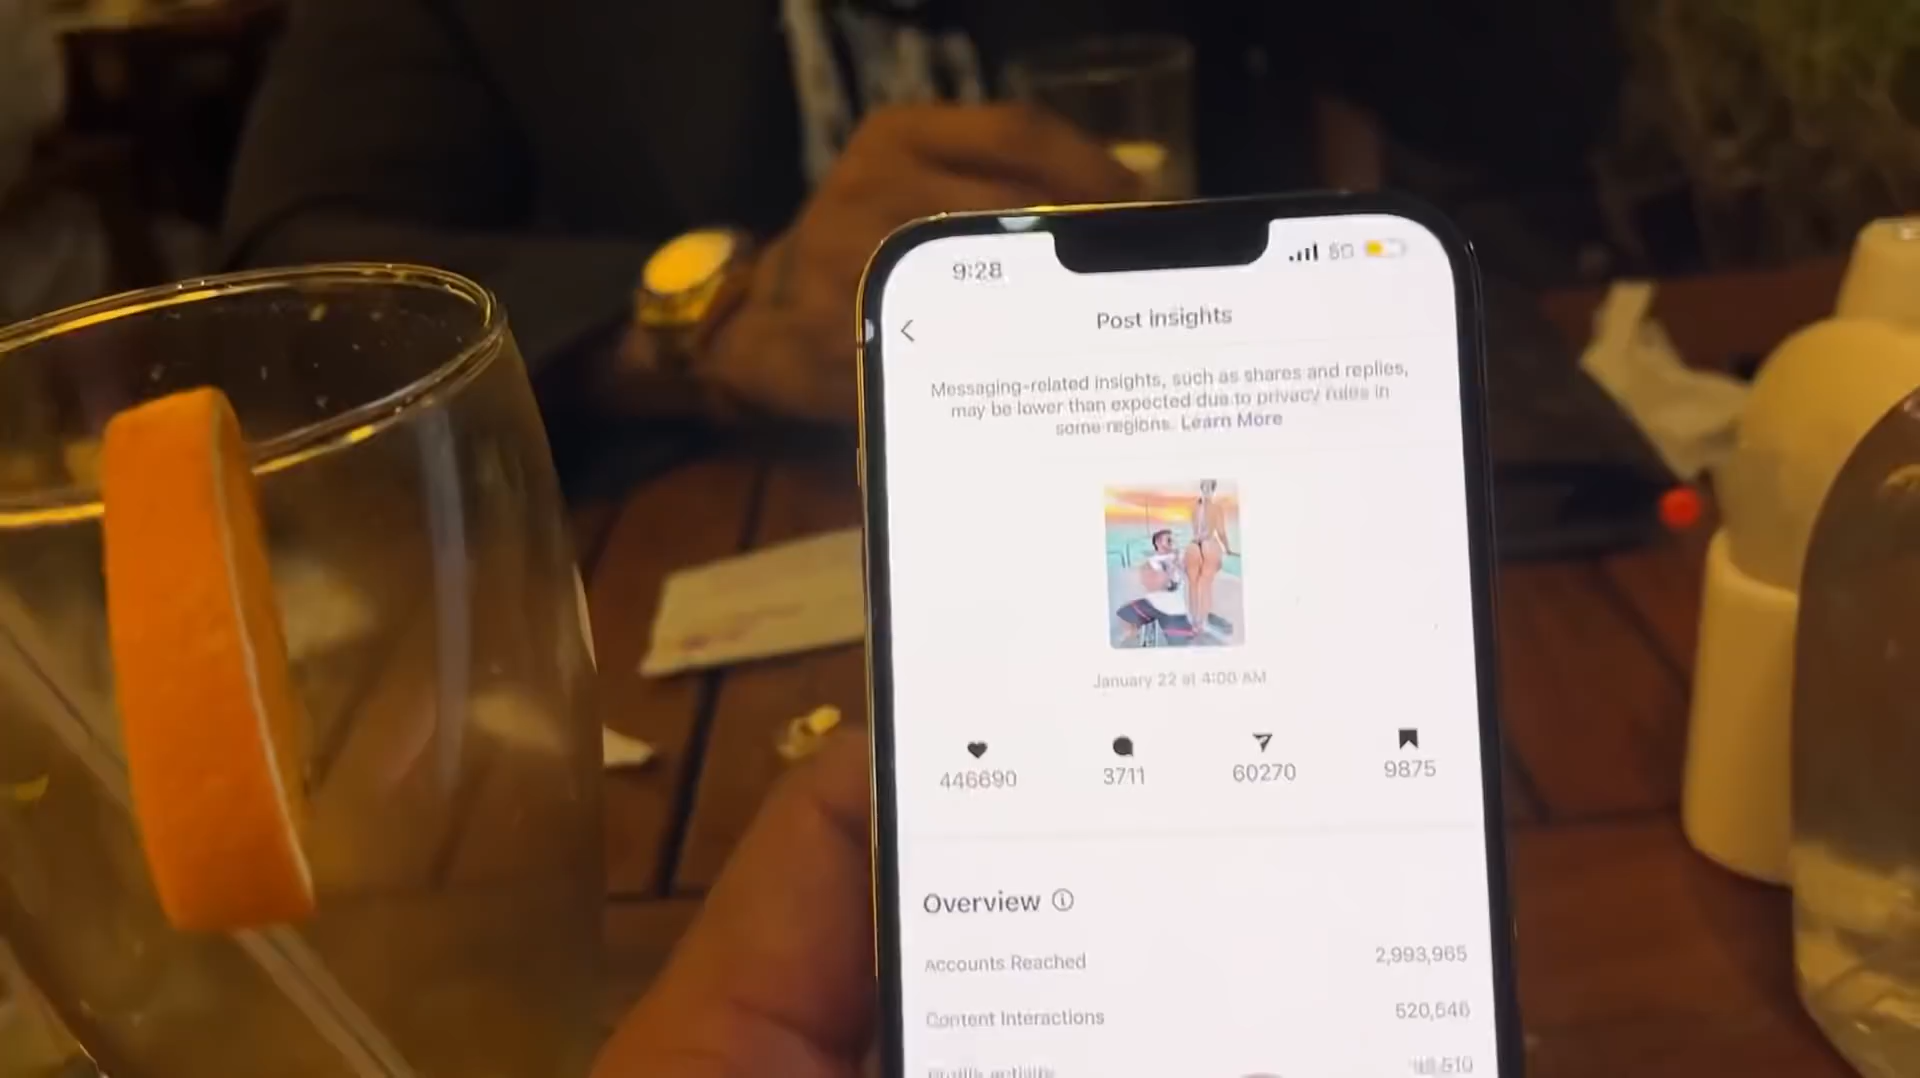 9:28
5G
Post insights
Messaging-related insights, such as shares and replies,
may be lower than expected due to privacy rules in
some regions. Learn More
January 22 at 4:00 AM
446690
3711
60270
9875
Overview
Accounts Reached
2,993,965
Content Interactions
520,546